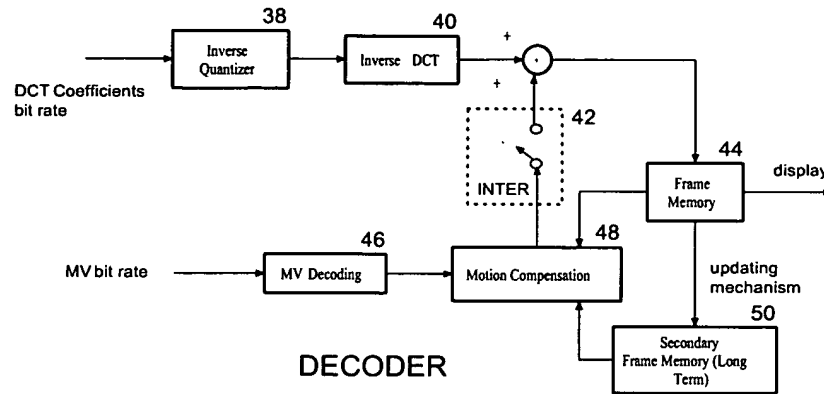 38
40
Inverse
Quantizer
Inverse DCT
+
+
DCT Coefficients
bit rate
42
INTER
44
Frame
Memory
display
46
48
MV bit rate
MV Decoding
Motion Compensation
updating
mechanism
50
Secondary
Frame Memory (Long
Term)
DECODER